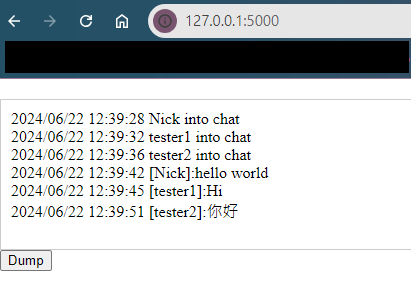 127.0.0.1:5000
2024/06/22 12:39:28 Nick into chat
2024/06/22 12:39:32 tester1 into chat
2024/06/22 12:39:36 tester2 into chat
2024/06/22 12:39:42 [Nick]:hello world
2024/06/22 12:39:45 [tester1]:Hi
2024/06/22 12:39:51 [tester2]:你好
Dump